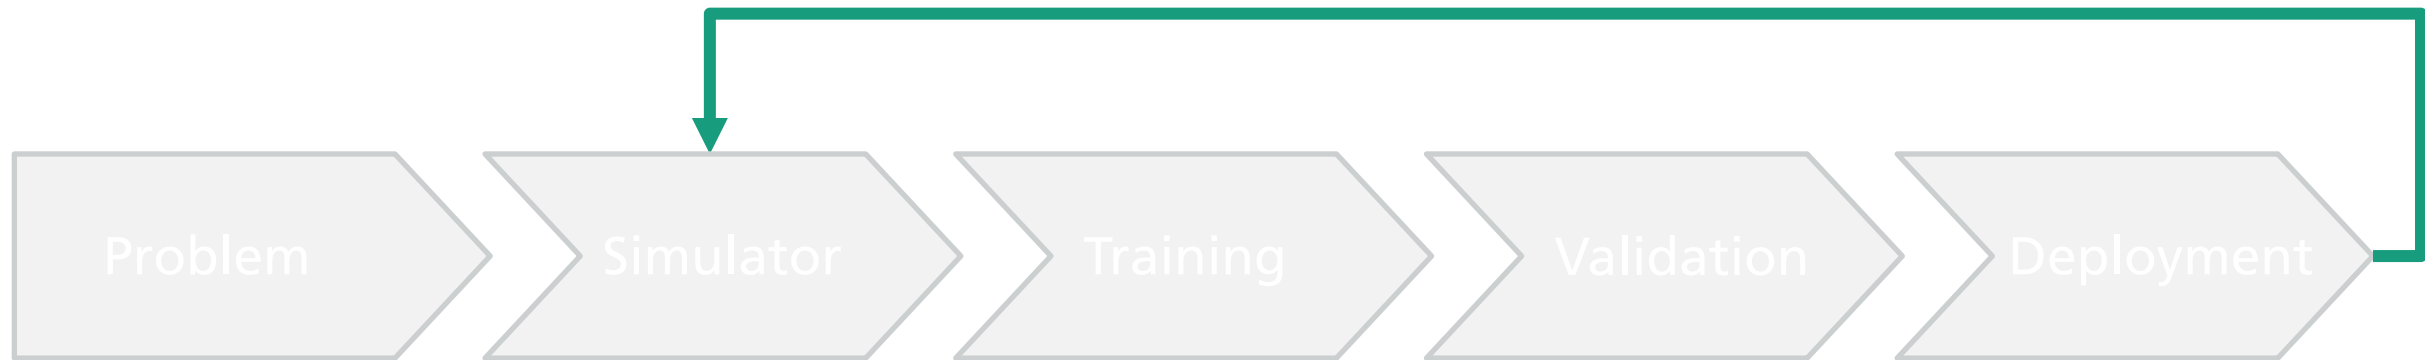 Problem
Simulator
Training
Validation
Deployment